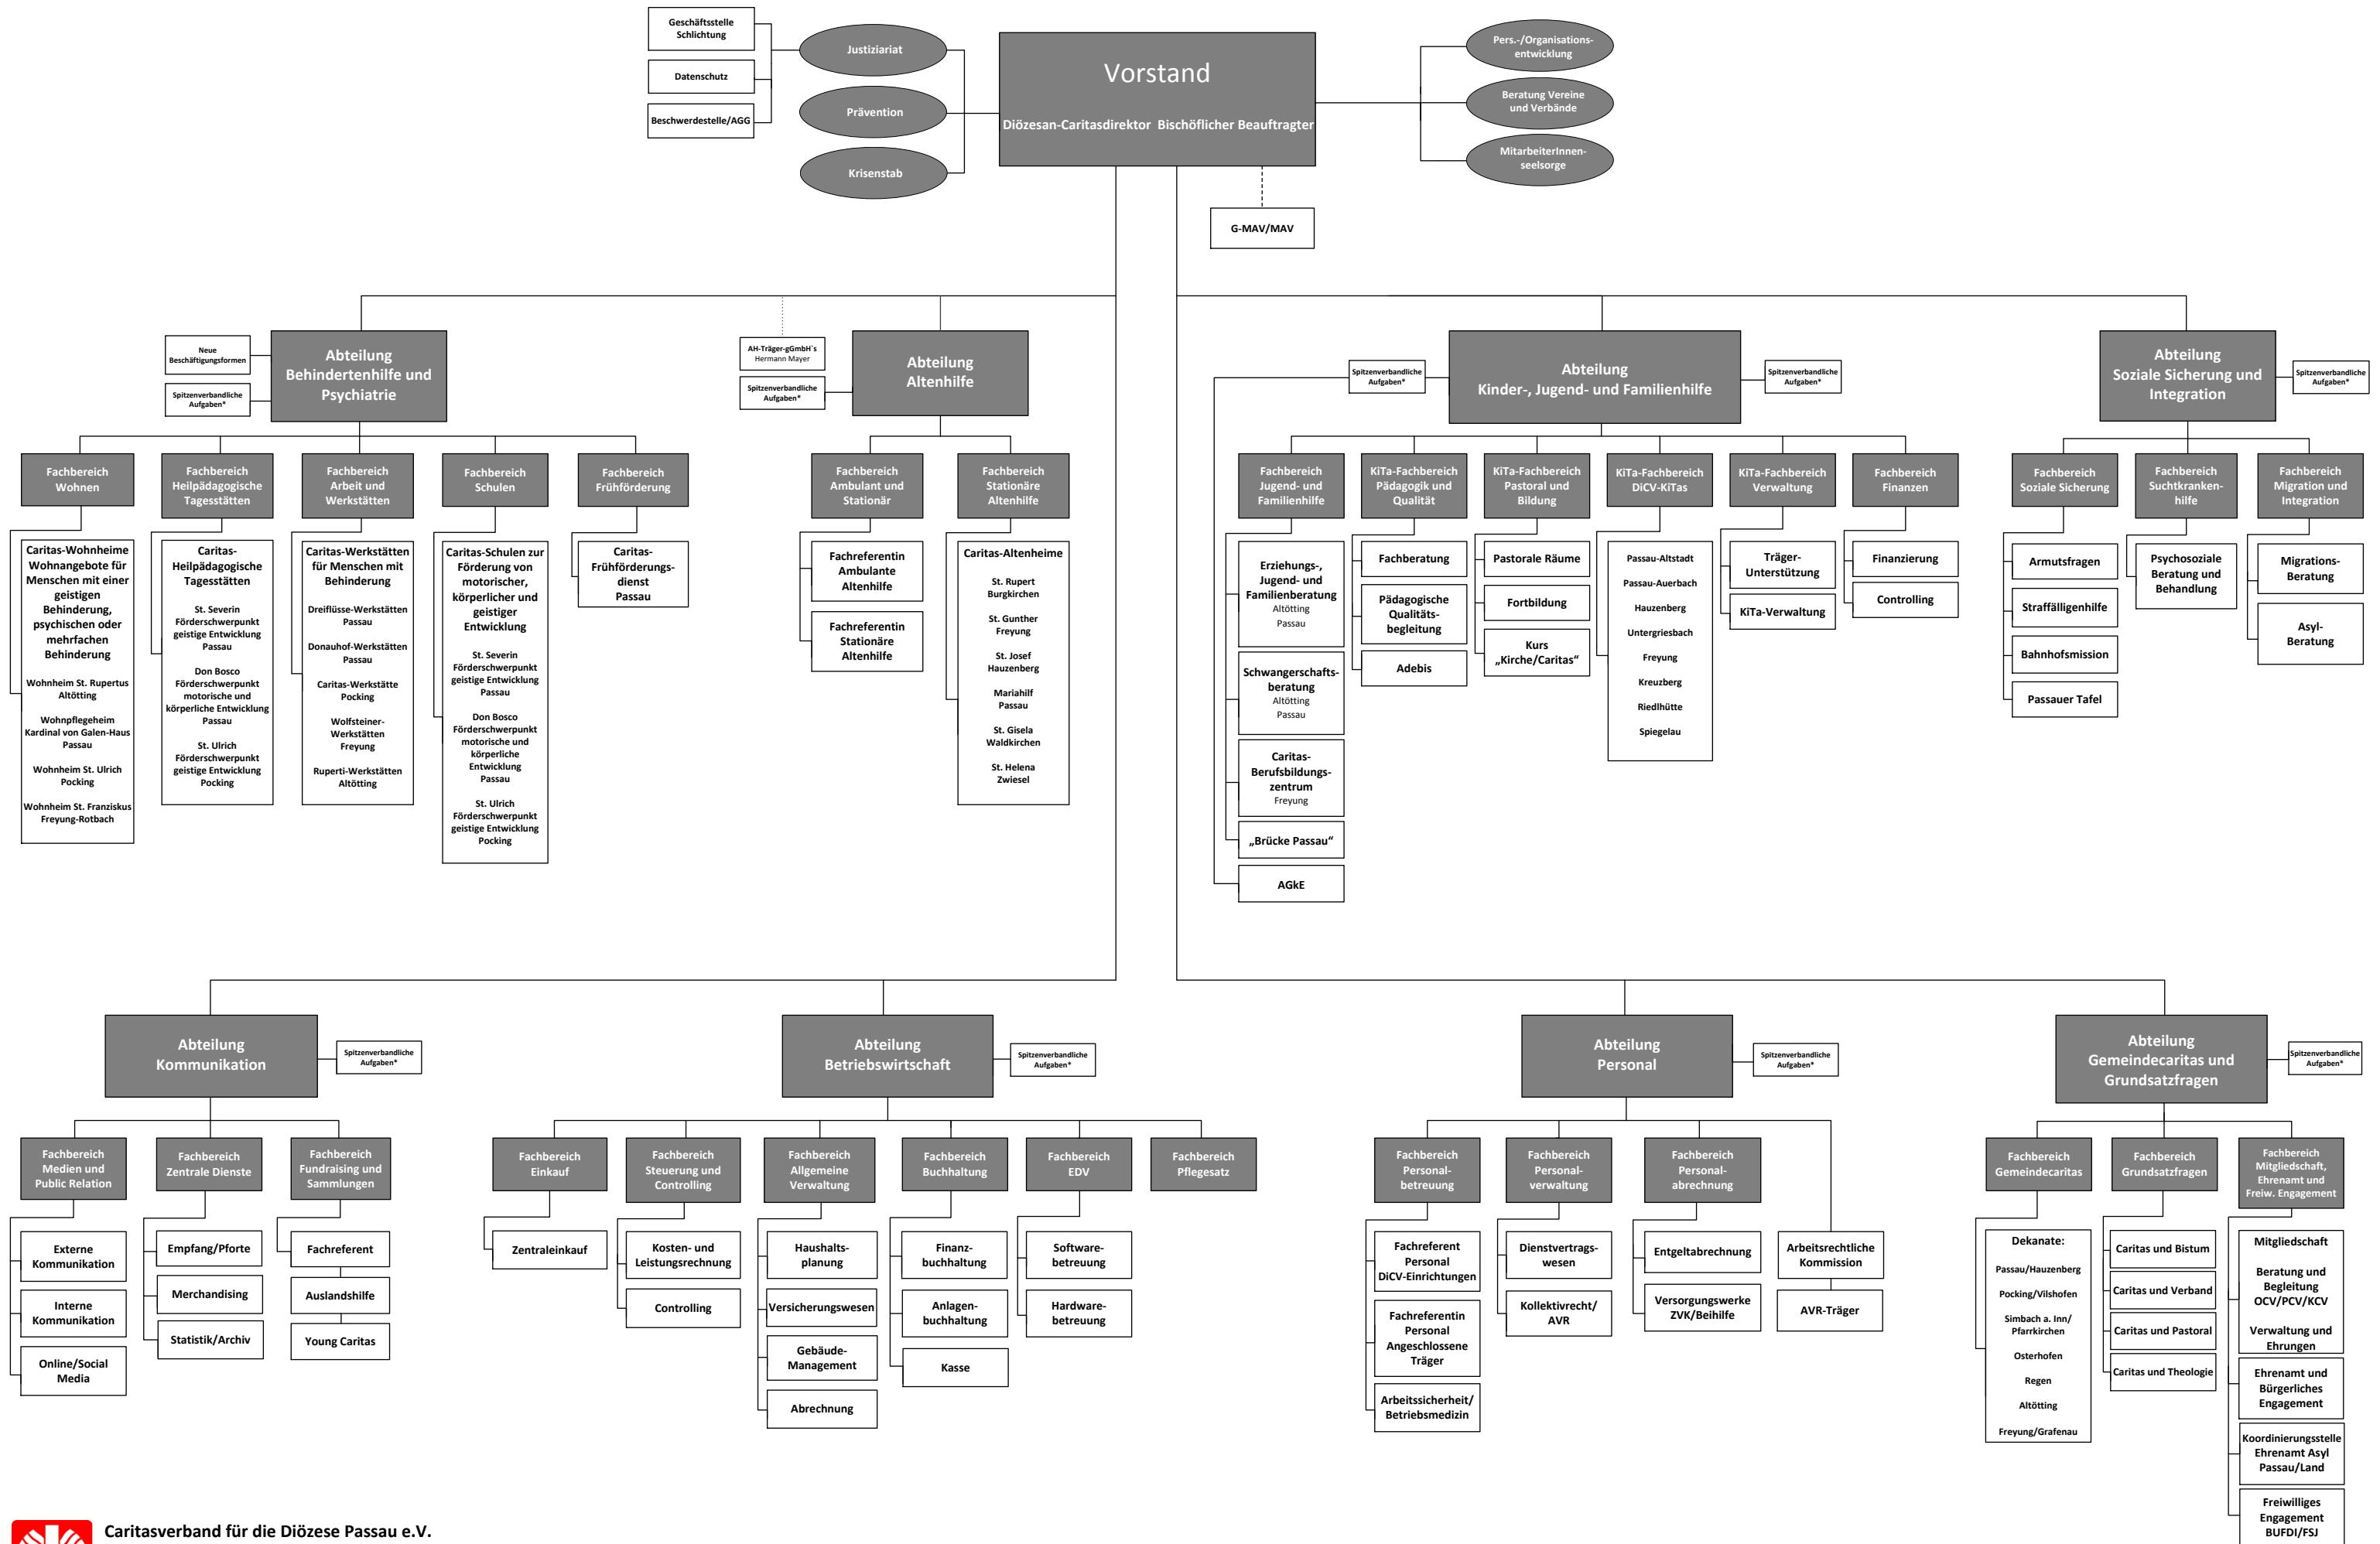 Geschäftsstelle
Schlichtung
Datenschutz
Beschwerdestelle/AGG
Justiziariat
Prävention
Krisenstab
Vorstand
Diözesan-Caritasdirektor  Bischöflicher Beauftragter
Pers.-/Organisations-
entwicklung
Beratung Vereine
und Verbände
MitarbeiterInnen-
seelsorge
G-MAV/MAV
Neue
Beschäftigungsformen
Spitzenverbandliche
Aufgaben*
Abteilung
Behindertenhilfe und
Psychiatrie
AH-Träger-gGmbH`s
Hermann Mayer
Spitzenverbandliche
Aufgaben*
Abteilung
Altenhilfe
Spitzenverbandliche
Aufgaben*
Abteilung
Kinder-, Jugend- und Familienhilfe
Spitzenverbandliche
Aufgaben*
Abteilung
Soziale Sicherung und
Integration
Spitzenverbandliche
Aufgaben*
Fachbereich
Wohnen
Caritas-Wohnheime
Wohnangebote für
Menschen mit einer
geistigen
Behinderung,
psychischen oder
mehrfachen
Behinderung
Wohnheim St. Rupertus
Altötting
Wohnpflegeheim
Kardinal von Galen-Haus
Passau
Wohnheim St. Ulrich
Pocking
Wohnheim St. Franziskus
Freyung-Rotbach
Fachbereich
Heilpädagogische
Tagesstätten
Caritas-
Heilpädagogische
Tagesstätten
St. Severin
Förderschwerpunkt
geistige Entwicklung
Passau
Don Bosco
Förderschwerpunkt
motorische und
körperliche Entwicklung
Passau
St. Ulrich
Förderschwerpunkt
geistige Entwicklung
Pocking
Fachbereich
Arbeit und
Werkstätten
Caritas-Werkstätten
für Menschen mit
Behinderung
Dreiflüsse-Werkstätten
Passau
Donauhof-Werkstätten
Passau
Caritas-Werkstätte
Pocking
Wolfsteiner-
Werkstätten
Freyung
Ruperti-Werkstätten
Altötting
Fachbereich
Schulen
Caritas-Schulen zur
Förderung von
motorischer,
körperlicher und
geistiger
Entwicklung
St. Severin
Förderschwerpunkt
geistige Entwicklung
Passau
Don Bosco
Förderschwerpunkt
motorische und
körperliche
Entwicklung
Passau
St. Ulrich
Förderschwerpunkt
geistige Entwicklung
Pocking
Fachbereich
Frühförderung
Caritas-
Frühförderungs-
dienst
Passau
Fachbereich
Ambulant und
Stationär
Fachreferentin
Ambulante
Altenhilfe
Fachreferentin
Stationäre
Altenhilfe
Fachbereich
Stationäre
Altenhilfe
Caritas-Altenheime
St. Rupert
Burgkirchen
St. Gunther
Freyung
St. Josef
Hauzenberg
Mariahilf
Passau
St. Gisela
Waldkirchen
St. Helena
Zwiesel
Fachbereich
Jugend- und
Familienhilfe
Erziehungs-,
Jugend- und
Familienberatung
Altötting
Passau
Schwangerschafts-
beratung
Altötting
Passau
Caritas-
Berufsbildungs-
zentrum
Freyung
„Brücke Passau“
AGkE
KiTa-Fachbereich
Pädagogik und
Qualität
Fachberatung
Pädagogische
Qualitäts-
begleitung
Adebis
KiTa-Fachbereich
Pastoral und
Bildung
Pastorale Räume
Fortbildung
Kurs
„Kirche/Caritas“
KiTa-Fachbereich
DiCV-KiTas
Passau-Altstadt
Passau-Auerbach
Hauzenberg
Untergriesbach
Freyung
Kreuzberg
Riedlhütte
Spiegelau
KiTa-Fachbereich
Verwaltung
Träger-
Unterstützung
KiTa-Verwaltung
Fachbereich
Finanzen
Finanzierung
Controlling
Fachbereich
Soziale Sicherung
Armutsfragen
Straffälligenhilfe
Bahnhofsmission
Passauer Tafel
Fachbereich
Suchtkranken-
hilfe
Psychosoziale
Beratung und
Behandlung
Fachbereich
Migration und
Integration
Migrations-
Beratung
Asyl-
Beratung
Abteilung
Kommunikation
Spitzenverbandliche
Aufgaben*
Abteilung
Betriebswirtschaft
Spitzenverbandliche
Aufgaben*
Abteilung
Personal
Spitzenverbandliche
Aufgaben*
Abteilung
Gemeindecaritas und
Grundsatzfragen
Spitzenverbandliche
Aufgaben*
Fachbereich
Medien und
Public Relation
Externe
Kommunikation
Interne
Kommunikation
Online/Social
Media
Fachbereich
Zentrale Dienste
Empfang/Pforte
Merchandising
Statistik/Archiv
Fachbereich
Fundraising und
Sammlungen
Fachreferent
Auslandshilfe
Young Caritas
Fachbereich
Einkauf
Zentraleinkauf
Fachbereich
Steuerung und
Controlling
Kosten- und
Leistungsrechnung
Controlling
Fachbereich
Allgemeine
Verwaltung
Haushalts-
planung
Versicherungswesen
Gebäude-
Management
Abrechnung
Fachbereich
Buchhaltung
Finanz-
buchhaltung
Anlagen-
buchhaltung
Kasse
Fachbereich
EDV
Software-
betreuung
Hardware-
betreuung
Fachbereich
Pflegesatz
Fachbereich
Personal-
betreuung
Fachreferent
Personal
DiCV-Einrichtungen
Fachreferentin
Personal
Angeschlossene
Träger
Arbeitssicherheit/
Betriebsmedizin
Fachbereich
Personal-
verwaltung
Dienstvertrags-
wesen
Kollektivrecht/
AVR
Fachbereich
Personal-
abrechnung
Entgeltabrechnung
Versorgungswerke
ZVK/Beihilfe
Arbeitsrechtliche
Kommission
AVR-Träger
Fachbereich
Gemeindecaritas
Dekanate:
Passau/Hauzenberg
Pocking/Vilshofen
Simbach a. Inn/
Pfarrkirchen
Osterhofen
Regen
Altötting
Freyung/Grafenau
Fachbereich
Grundsatzfragen
Caritas und Bistum
Caritas und Verband
Caritas und Pastoral
Caritas und Theologie
Fachbereich
Mitgliedschaft,
Ehrenamt und
Freiw. Engagement
Mitgliedschaft
Beratung und
Begleitung
OCV/PCV/KCV
Verwaltung und
Ehrungen
Ehrenamt und
Bürgerliches
Engagement
Koordinierungsstelle
Ehrenamt Asyl
Passau/Land
Freiwilliges
Engagement
BUFDI/FSJ
Caritasverband für die Diözese Passau e.V.